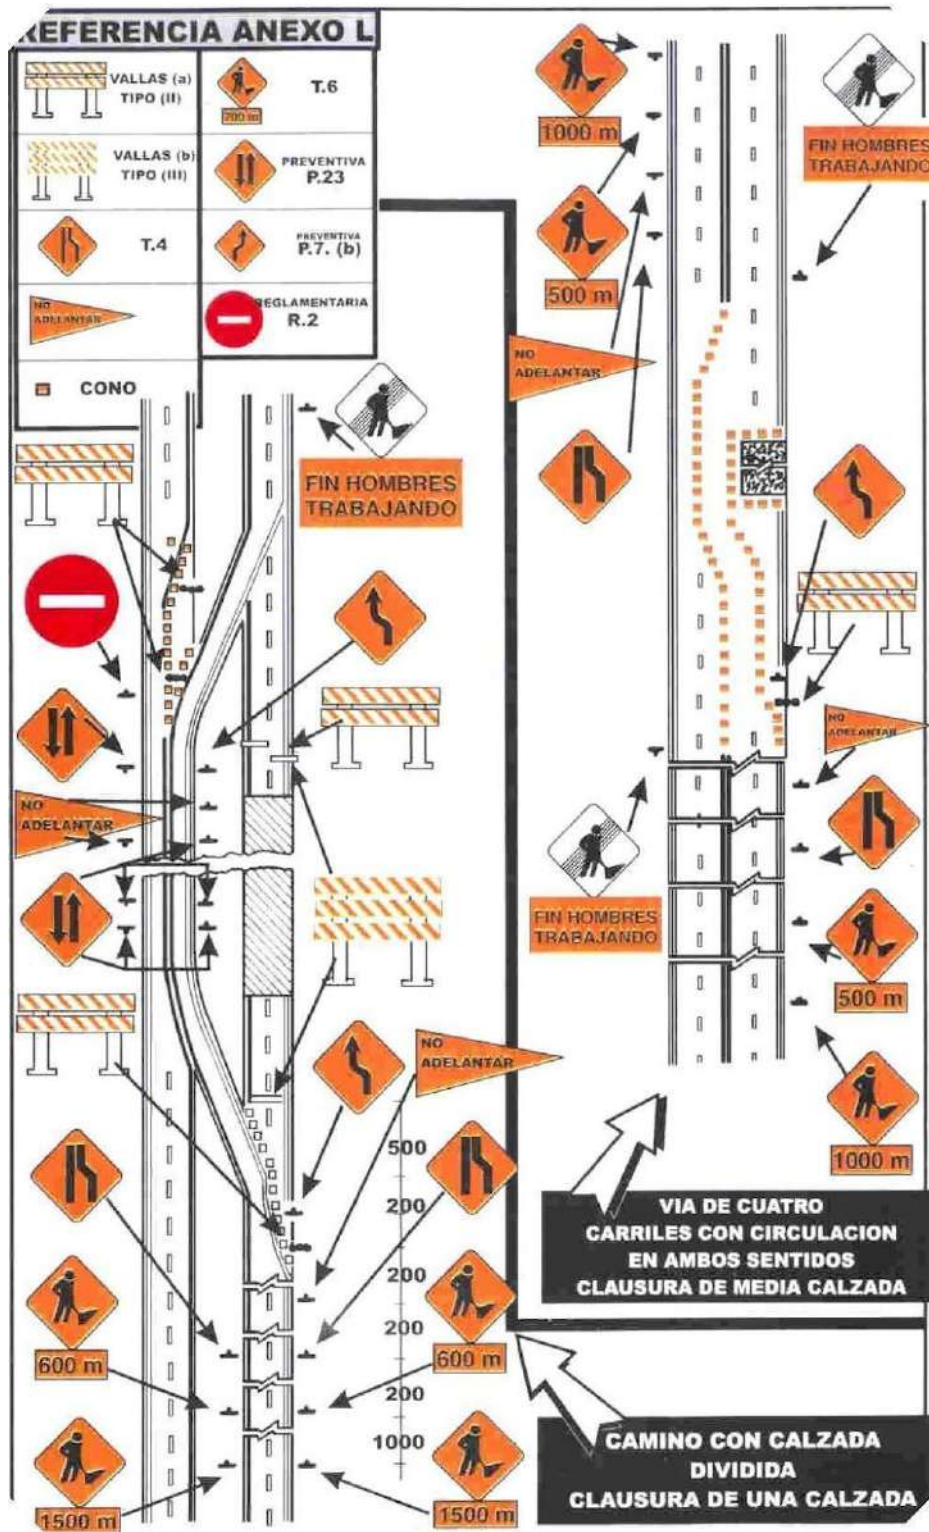 REFERENCIA ANEXO L
VALLAS (a)
TIPO (II)
T.6
700 m
VALLAS (b)
TIPO (III)
PREVENTIVA
P.23
T.4
PREVENTIVA
P.7. (b)
NO
ADELANTAR
REGLAMENTARIA
R.2
CONO
FIN HOMBRES
TRABAJANDO
NO
ADELANTAR
NO
ADELANTAR
500
200
200
200
200
1000
600 m
600 m
1500 m
1500 m
1000 m
FIN HOMBRES
TRABAJANDO
500 m
NO
ADELANTAR
NO
ADELANTAR
FIN HOMBRES
TRABAJANDO
500 m
1000 m
VIA DE CUATRO
CARRILES CON CIRCULACION
EN AMBOS SENTIDOS
CLAUSURA DE MEDIA CALZADA
CAMINO CON CALZADA
DIVIDIDA
CLAUSURA DE UNA CALZADA